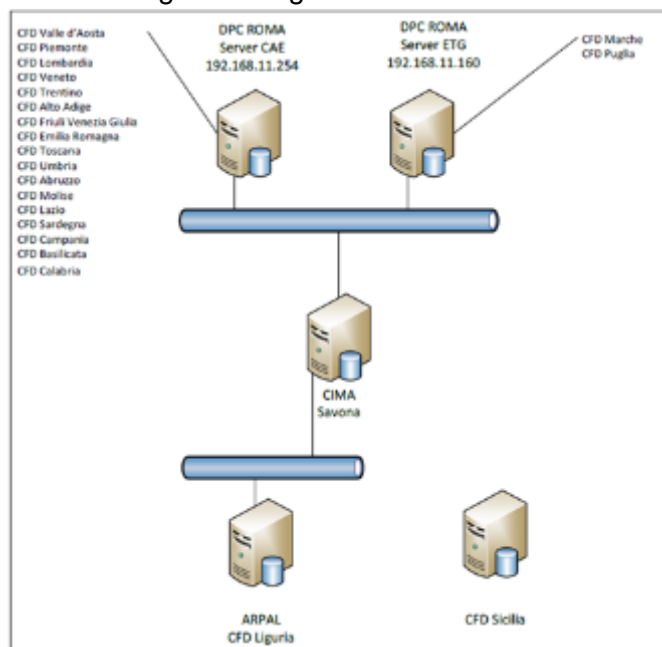 CFD Valle d'Aosta
CFD Piemonte
CFD Lombardia
CFD Veneto
CFD Trentino
CFD Alto Adige
CFD Friuli Venezia Giulia
CFD Emilia Romagna
CFD Toscana
CFD Umbria
CFD Abruzzo
CFD Molise
CFD Lazio
CFD Sardegna
CFD Campania
CFD Basilicata
CFD Calabria
DPC ROMA
Server CAE
192.168.11.254
DPC ROMA
Server ETG
192.168.11.160
CFD Marche
CFD Puglia
CIMA
Savona
ARPAL
CFD Liguria
CFD Sicilia